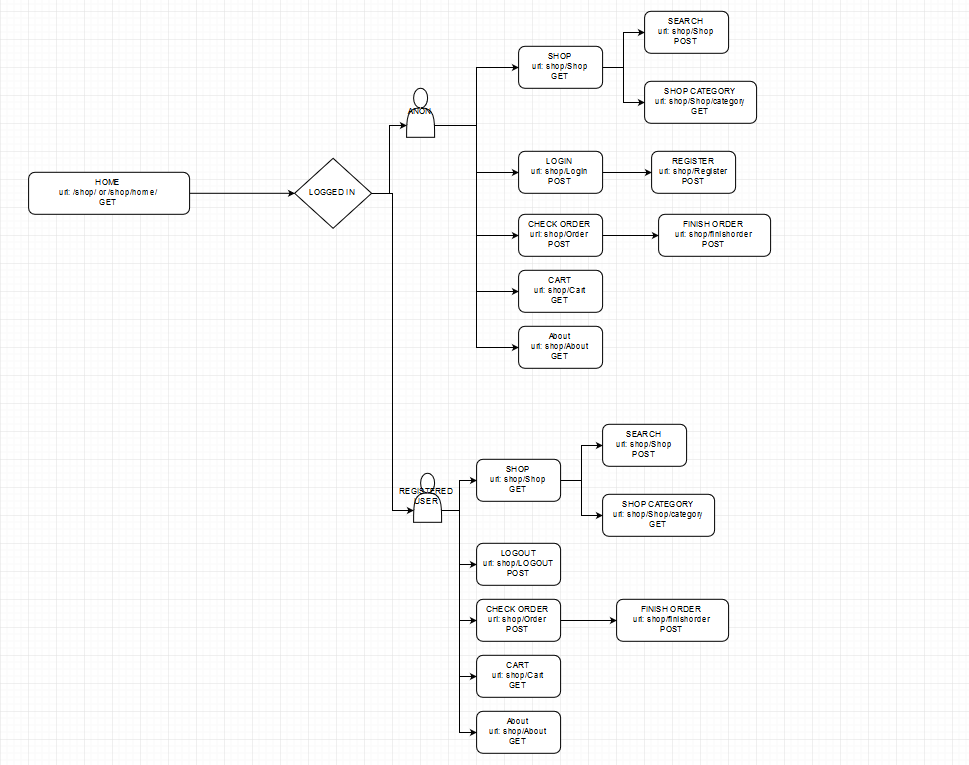 HOME
url: /shop/ or /shop/home/
GET
LOGGED IN
ANON
SHOP
url: shop/Shop
GET
SEARCH
url: shop/Shop
POST
SHOP CATEGORY
url: shop/Shop/category
GET
LOGIN
url: shop/Login
POST
REGISTER
url: shop/Register
POST
CHECK ORDER
url: shop/Order
POST
FINISH ORDER
url: shop/finishorder
POST
CART
url: shop/Cart
GET
About
url: shop/About
GET
REGISTERED
USER
SHOP
url: shop/Shop
GET
SEARCH
url: shop/Shop
POST
SHOP CATEGORY
url: shop/Shop/category
GET
LOGOUT
url: shop/LOGOUT
POST
CHECK ORDER
url: shop/Order
POST
FINISH ORDER
url: shop/finishorder
POST
CART
url: shop/Cart
GET
About
url: shop/About
GET